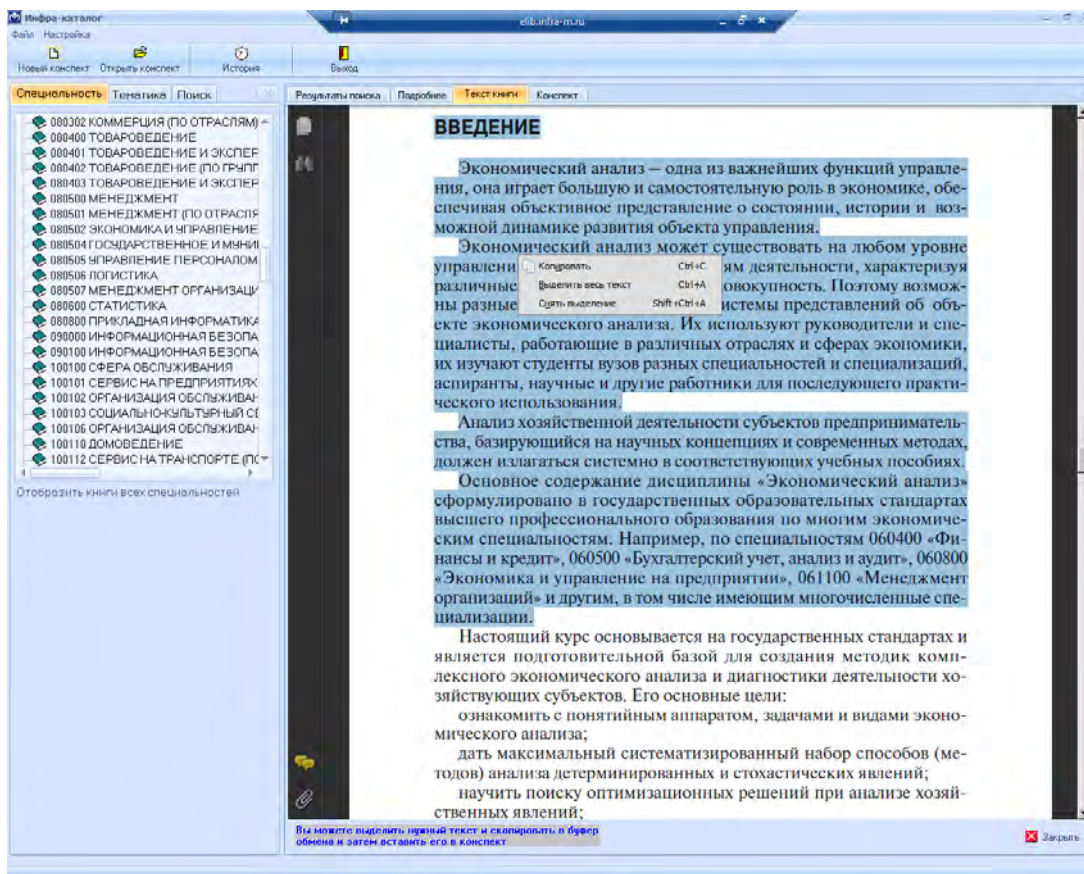 Инфра-каталог
elib.infra-m.ru
Файл Настройка
Новый конспект Открыть конспект История Выход
Специальность Тематика Поиск
Результаты поиска Подробнее Текст книги Конспект
080302 КОММЕРЦИЯ (ПО ОТРАСЛЯМ)
080400 ТОВАРОВЕДЕНИЕ
080401 ТОВАРОВЕДЕНИЕ И ЭКСПЕР
080402 ТОВАРОВЕДЕНИЕ (ПО ГРУПП
080403 ТОВАРОВЕДЕНИЕ И ЭКСПЕР
080500 МЕНЕДЖМЕНТ
080501 МЕНЕДЖМЕНТ (ПО ОТРАСЛЯ
080502 ЭКОНОМИКА И УПРАВЛЕНИЕ
080504 ГОСУДАРСТВЕННОЕ И МУНИ
080505 УПРАВЛЕНИЕ ПЕРСОНАЛОМ
080506 ЛОГИСТИКА
080507 МЕНЕДЖМЕНТ ОРГАНИЗАЦИ
080600 СТАТИСТИКА
080800 ПРИКЛАДНАЯ ИНФОРМАТИКА
090000 ИНФОРМАЦИОННАЯ БЕЗОПА
090100 ИНФОРМАЦИОННАЯ БЕЗОПА
100100 СФЕРА ОБСЛУЖИВАНИЯ
100101 СЕРВИС НА ПРЕДПРИЯТИЯХ
100102 ОРГАНИЗАЦИЯ ОБСЛУЖИВА
100103 СОЦИАЛЬНО-КУЛЬТУРНЫЙ
100106 ОРГАНИЗАЦИЯ ОБСЛУЖИВА
100110 ДОМОВЕДЕНИЕ
100112 СЕРВИС НА ТРАНСПОРТЕ (ПО
Отобразить книги всех специальностей
ВВЕДЕНИЕ
Экономический анализ – одна из важнейших функций управле-
ния, она играет большую и самостоятельную роль в экономике, обе-
спечивая объективное представление о состоянии, истории и воз-
можной динамике развития объекта управления.
Экономический анализ может существовать на любом уровне
управлени ям деятельности, характеризуя
различные овокупность. Поэтому возмож-
ны разные истемы представлений об объ-
Копировать Ctrl+C
Выделить весь текст Ctrl+A
Снять выделение Shift+Ctrl+A
екте экономического анализа. Их используют руководители и спе-
циалисты, работающие в различных отраслях и сферах экономики,
их изучают студенты вузов разных специальностей и специализаций,
аспиранты, научные и другие работники для последующего практи-
ческого использования.
Анализ хозяйственной деятельности субъектов предприниматель-
ства, базирующийся на научных концепциях и современных методах,
должен излагаться системно в соответствующих учебных пособиях.
Основное содержание дисциплины «Экономический анализ»
сформулировано в государственных образовательных стандартах
высшего профессионального образования по многим экономиче-
ским специальностям. Например, по специальностям 060400 «Фи-
нансы и кредит», 060500 «Бухгалтерский учет, анализ и аудит», 060800
«Экономика и управление на предприятии», 061100 «Менеджмент
организаций» и другим, в том числе имеющим многочисленные спе-
циализации.
Настоящий курс основывается на государственных стандартах и
является подготовительной базой для создания методик комп-
лексного экономического анализа и диагностики деятельности хо-
зяйствующих субъектов. Его основные цели:
ознакомить с понятийным аппаратом, задачами и видами эконо-
мического анализа;
дать максимальный систематизированный набор способов (ме-
тодов) анализа детерминированных и стохастических явлений;
научить поиску оптимизационных решений при анализе хозяй-
ственных явлений;
Вы можете выделить нужный текст и скопировать в буфер
обмена и затем вставить его в конспект
Закрыть